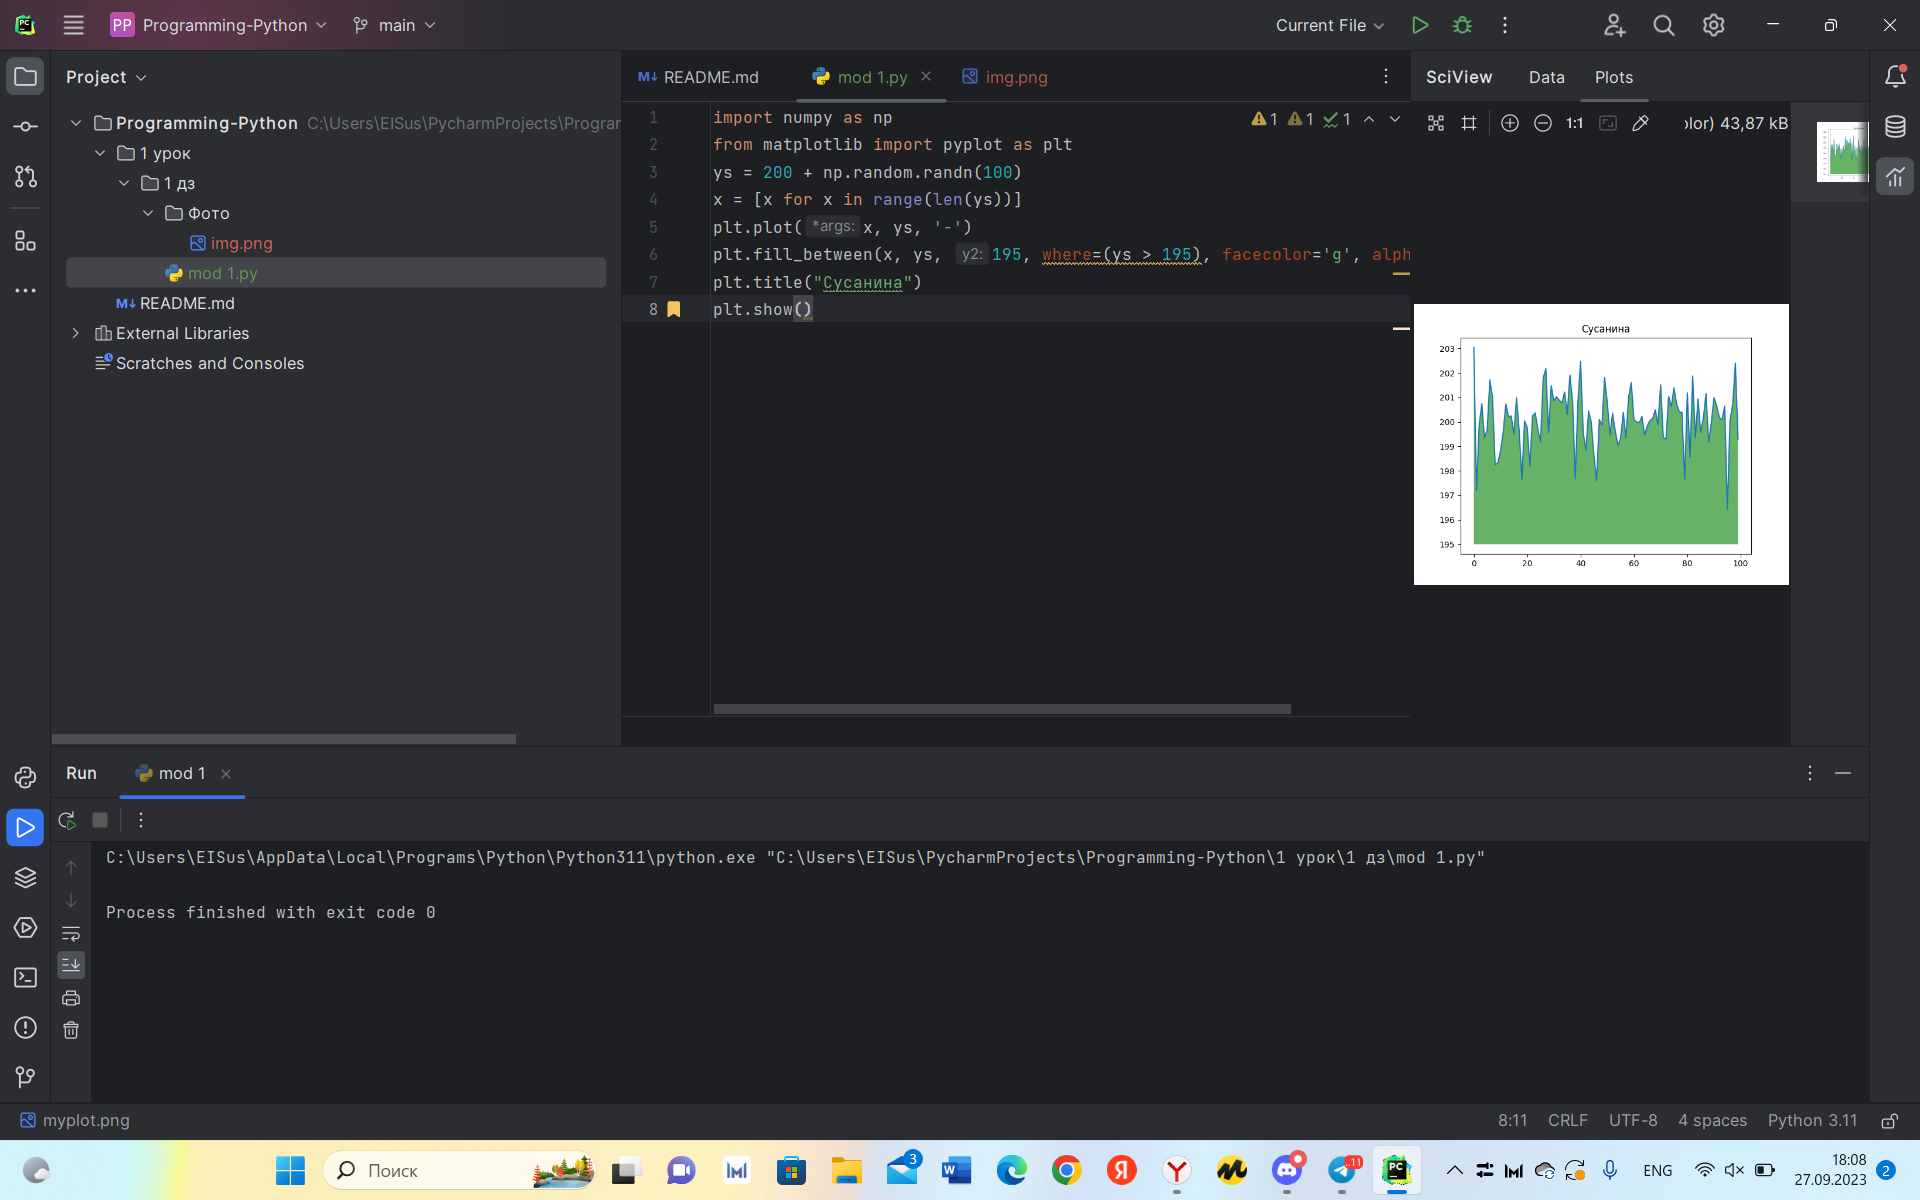 PP Programming-Python main Current File
Project
Programming-Python C:\Users\EISus\PycharmProjects\Prograr
1 урок
1 дз
Фото
img.png
mod 1.py
README.md
External Libraries
Scratches and Consoles
README.md mod 1.py img.png
1 import numpy as np
2 from matplotlib import pyplot as plt
3 ys = 200 + np.random.randn(100)
4 x = [x for x in range(len(ys))]
5 plt.plot( *args: x, ys, '-')
6 plt.fill_between(x, ys, y2: 195, where=(ys > 195), facecolor='g', alph
7 plt.title("Сусанина")
8 plt.show()
1 1 1
SciView Data Plots
1:1 olor) 43,87 kB
Сусанина
203
202
201
200
199
198
197
196
195
0 20 40 60 80 100
Run mod 1
C:\Users\EISus\AppData\Local\Programs\Python\Python311\python.exe "C:\Users\EISus\PycharmProjects\Programming-Python\1 урок\1 дз\mod 1.py"
Process finished with exit code 0
myplot.png 8:11 CRLF UTF-8 4 spaces Python 3.11
Поиск 3 11 ENG 18:08 2
27.09.2023